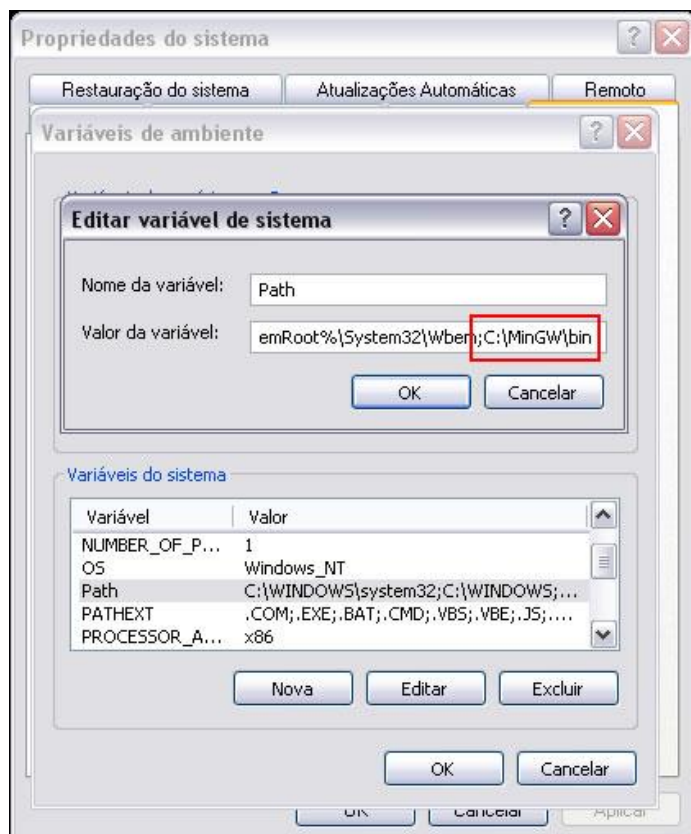 Propriedades do sistema
Restauração do sistema Atualizações Automáticas Remoto
Variáveis de ambiente
Editar variável de sistema
Nome da variável: Path
Valor da variável: emRoot%\System32\Wbem;C:\MinGW\bin
OK Cancelar
Variáveis do sistema
Variável Valor
NUMBER_OF_P... 1
OS Windows_NT
Path C:\WINDOWS\system32;C:\WINDOWS;...
PATHEXT .COM;.EXE;.BAT;.CMD;.VBS;.VBE;.JS;....
PROCESSOR_A... x86
Nova Editar Excluir
OK Cancelar
OK Cancelar Aplicar